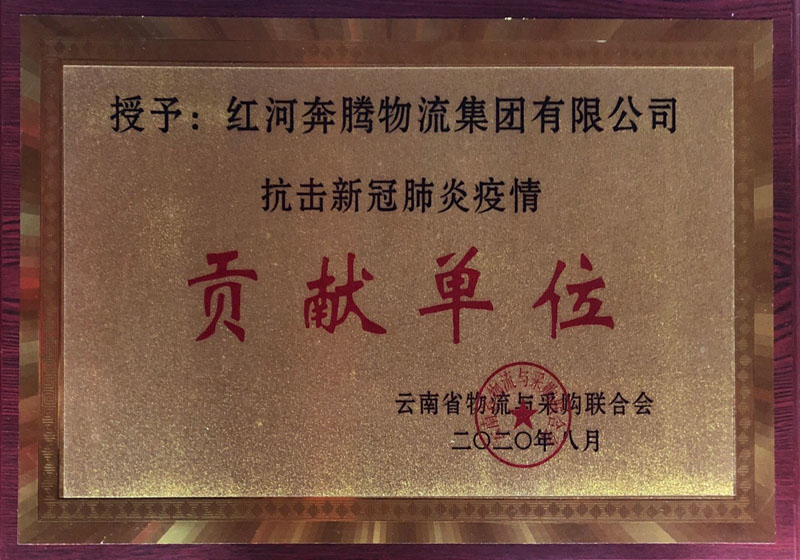 授予：红河奔腾物流集团有限公司
抗击新冠肺炎疫情
贡献单位
云南省物流与采购联合会
二〇二〇年八月